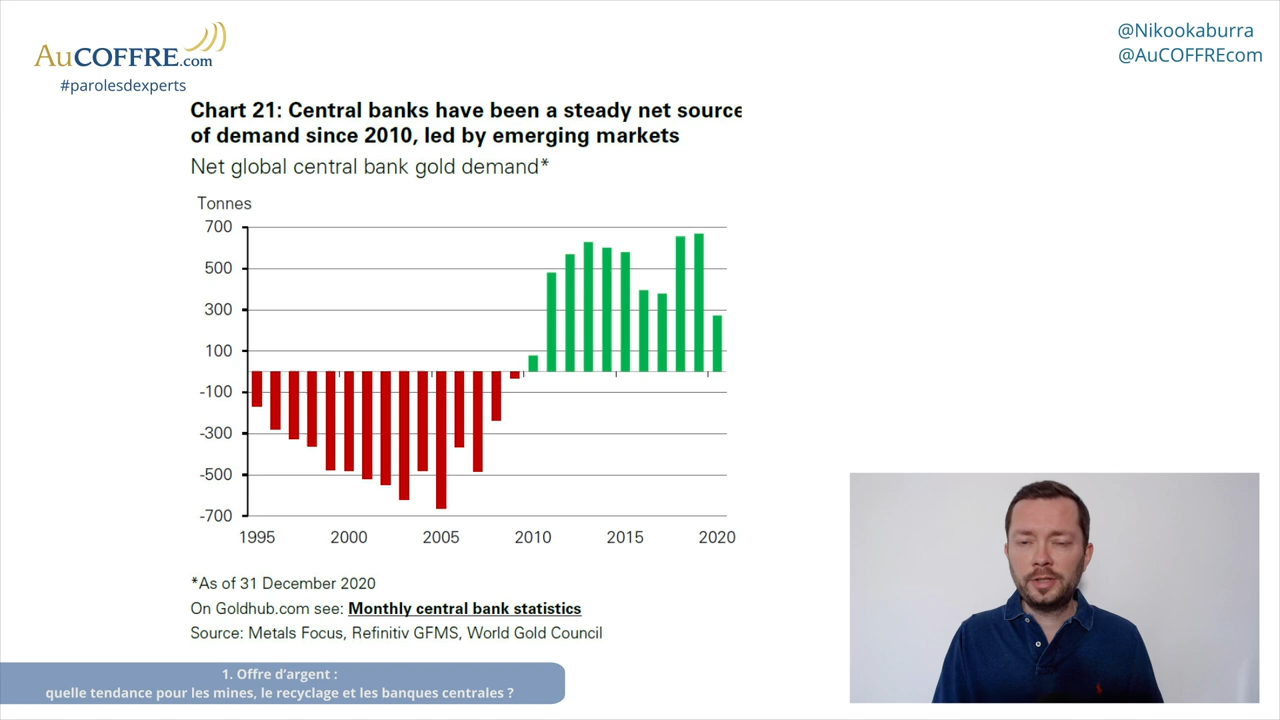 AuCOFFRE.com
#parolesdexperts
@Nikookaburra
@AuCOFFREcom
Chart 21: Central banks have been a steady net source
of demand since 2010, led by emerging markets
Net global central bank gold demand*
Tonnes
700
500
300
100
-100
-300
-500
-700
1995 2000 2005 2010 2015 2020
*As of 31 December 2020
On Goldhub.com see: Monthly central bank statistics
Source: Metals Focus, Refinitiv GFMS, World Gold Council
1. Offre d'argent :
quelle tendance pour les mines, le recyclage et les banques centrales ?